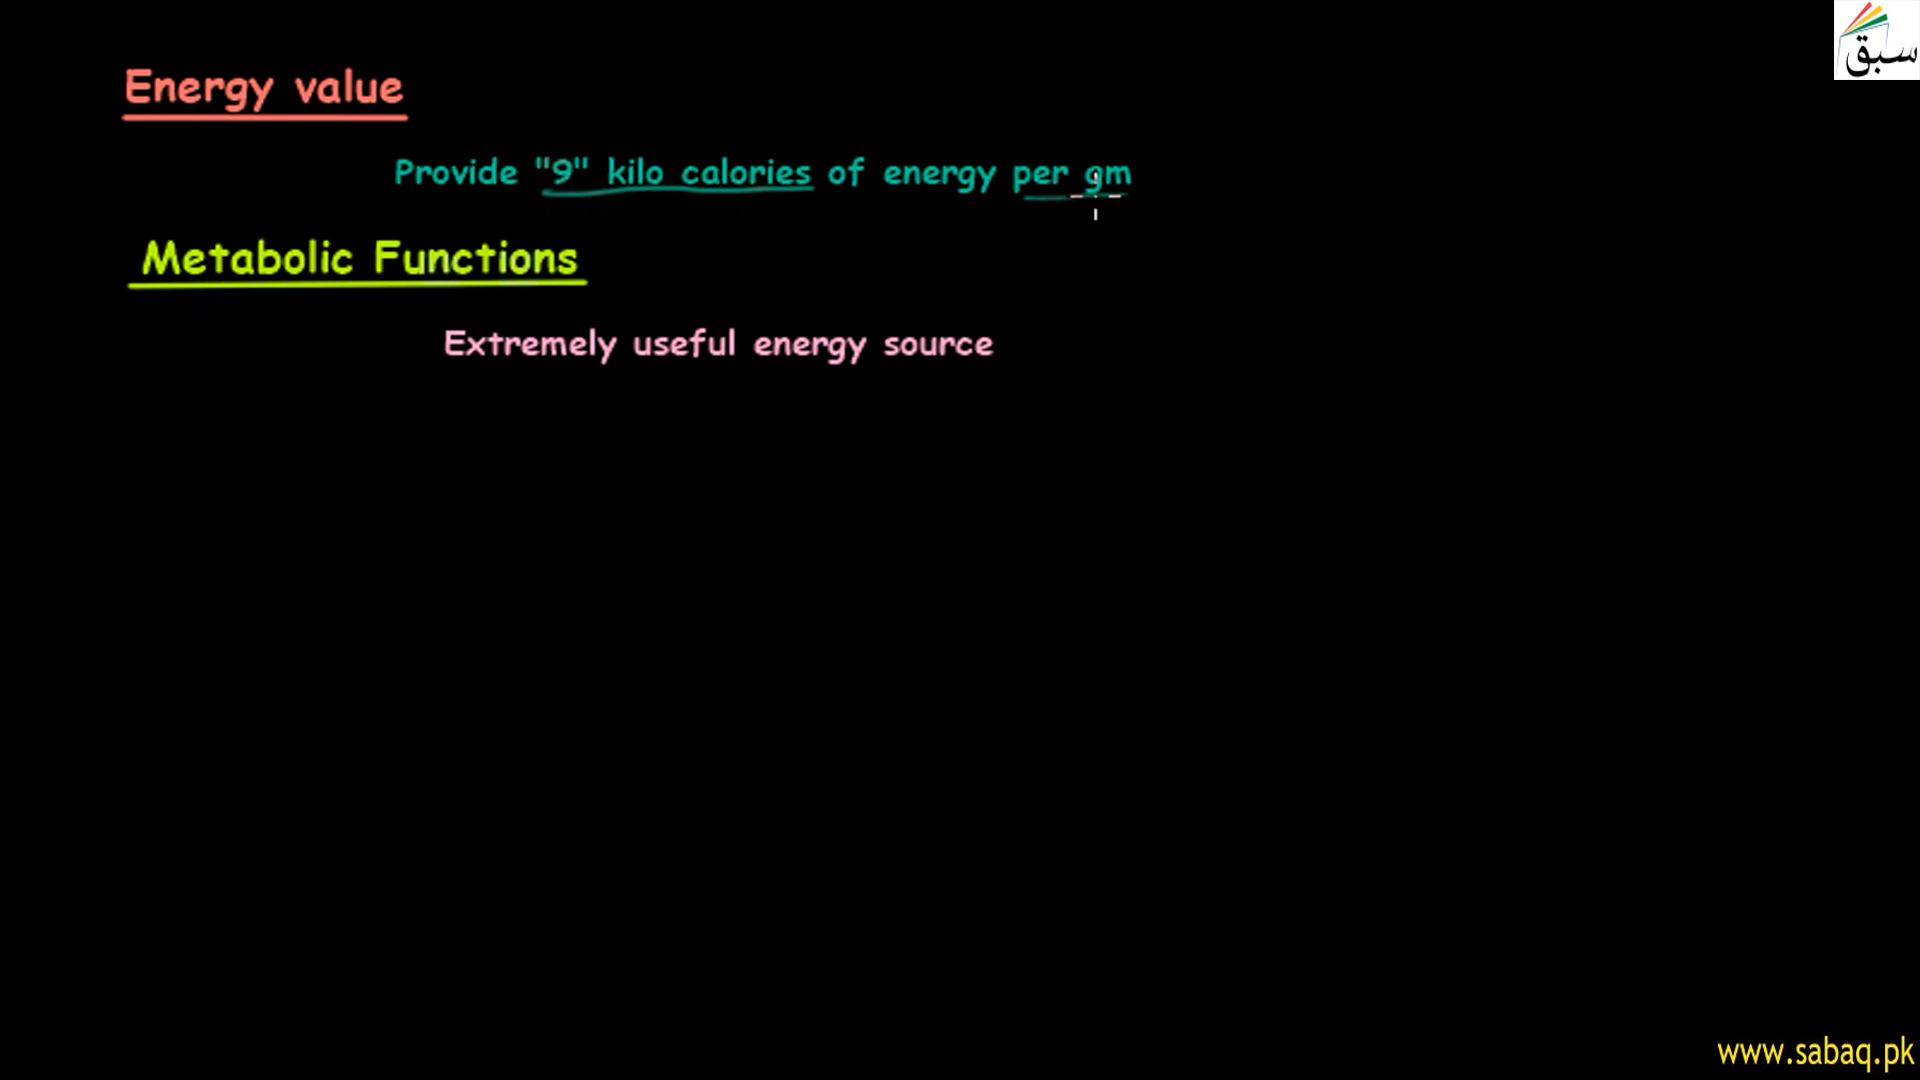 سبق
Energy value
Provide "9" kilo calories of energy per gm
Metabolic Functions
Extremely useful energy source
www.sabaq.pk